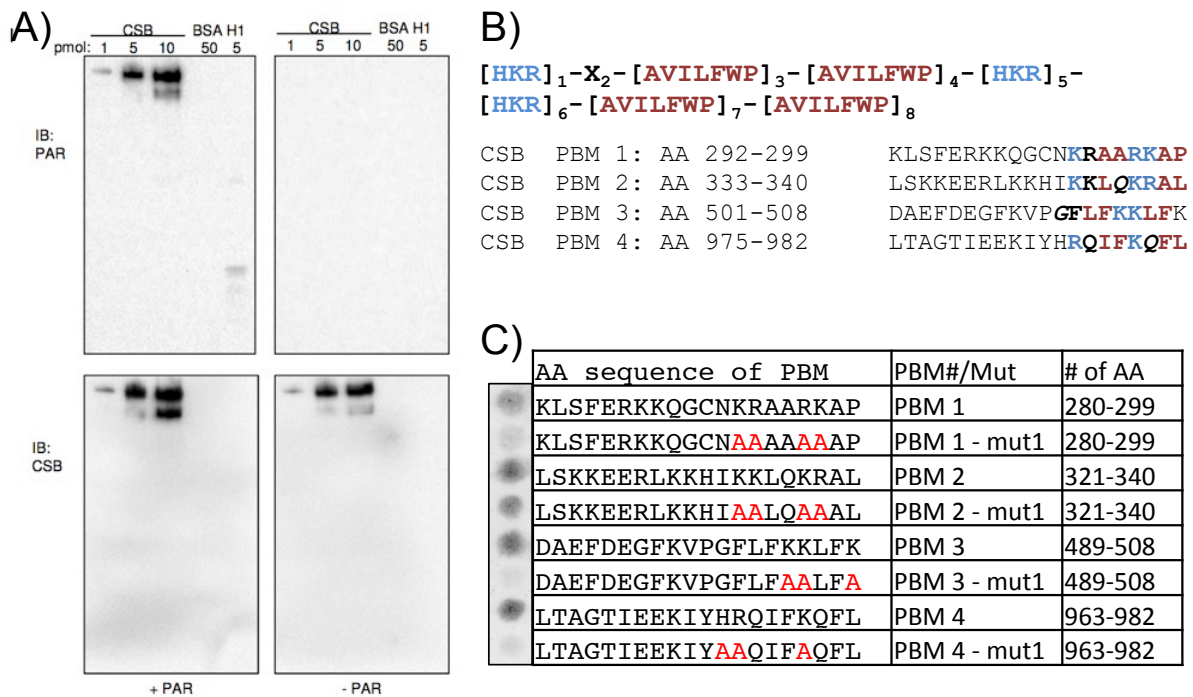 A)
CSB BSA H1 CSB BSA H1
pmol: 1 5 10 50 5 1 5 10 50 5
IB:
PAR
IB:
CSB
+ PAR - PAR
B)
[HKR]1-X2-[AVILFWP]3-[AVILFWP]4-[HKR]5-
[HKR]6-[AVILFWP]7-[AVILFWP]8
CSB PBM 1: AA 292-299 KLSFERKKQGCNKRAARKAP
CSB PBM 2: AA 333-340 LSKKEERLKKHIKKLQKRAL
CSB PBM 3: AA 501-508 DAEFDEGFKVPGFLFKKLFK
CSB PBM 4: AA 975-982 LTAGTIEEKIYHRQIFKQFL
C)
AA sequence of PBM PBM#/Mut # of AA
KLSFERKKQGCNKRAARKAP PBM 1 280-299
KLSFERKKQGCNAAAAAAAP PBM 1 - mut1 280-299
LSKKEERLKKHIKKLQKRAL PBM 2 321-340
LSKKEERLKKHIAALQAAAL PBM 2 - mut1 321-340
DAEFDEGFKVPGFLFKKLFK PBM 3 489-508
DAEFDEGFKVPGFLFAALFA PBM 3 - mut1 489-508
LTAGTIEEKIYHRQIFKQFL PBM 4 963-982
LTAGTIEEKIYAAQIFAQFL PBM 4 - mut1 963-982